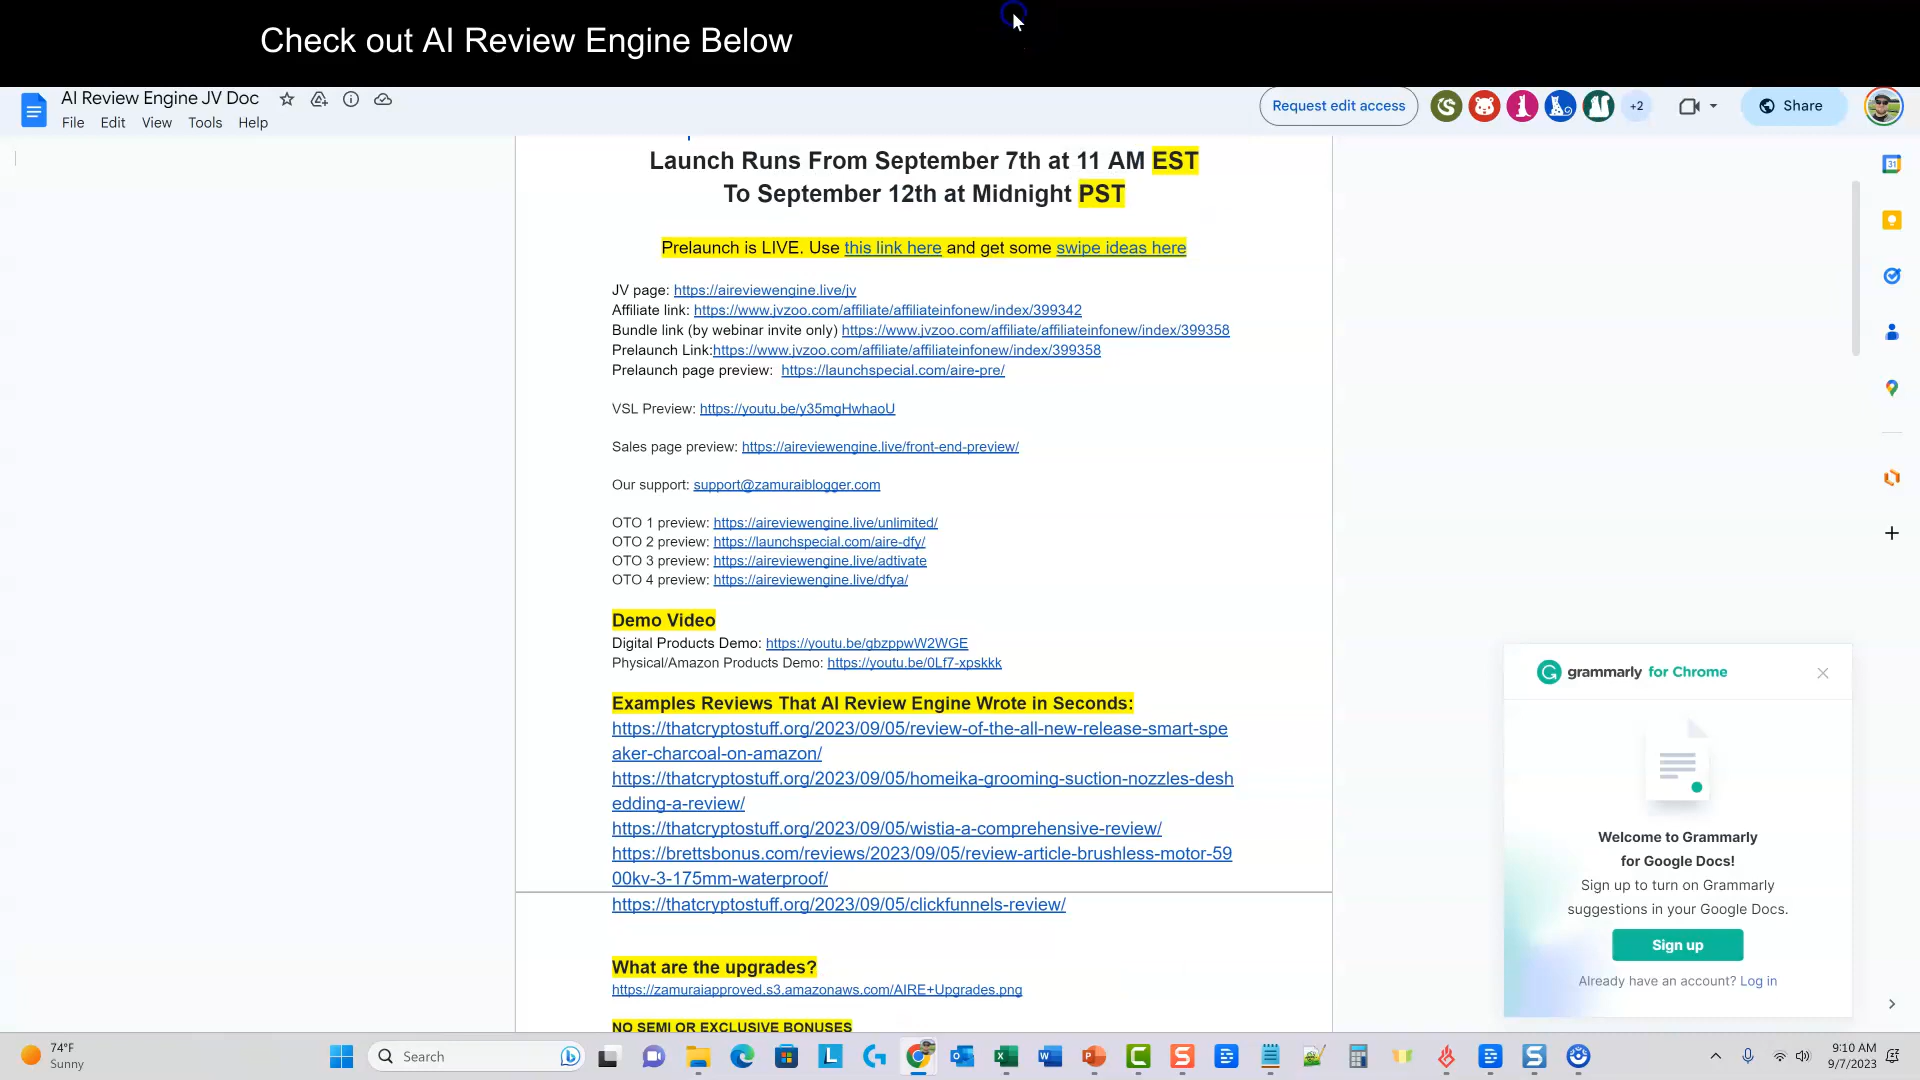 Check out AI Review Engine Below
AI Review Engine JV Doc
File Edit View Tools Help
Request edit access
+2
Share
Launch Runs From September 7th at 11 AM EST
To September 12th at Midnight PST
Prelaunch is LIVE. Use this link here and get some swipe ideas here
JV page: https://aireviewengine.live/jv
Affiliate link: https://www.jvzoo.com/affiliate/affiliateinfonew/index/399342
Bundle link (by webinar invite only) https://www.jvzoo.com/affiliate/affiliateinfonew/index/399358
Prelaunch Link:https://www.jvzoo.com/affiliate/affiliateinfonew/index/399358
Prelaunch page preview: https://launchspecial.com/aire-pre/
VSL Preview: https://youtu.be/y35mgHwhaoU
Sales page preview: https://aireviewengine.live/front-end-preview/
Our support: support@zamuraiblogger.com
OTO 1 preview: https://aireviewengine.live/unlimited/
OTO 2 preview: https://launchspecial.com/aire-dfy/
OTO 3 preview: https://aireviewengine.live/adtivate
OTO 4 preview: https://aireviewengine.live/dfya/
Demo Video
Digital Products Demo: https://youtu.be/gbzppwW2WGE
Physical/Amazon Products Demo: https://youtu.be/0Lf7-xpskkk
Examples Reviews That AI Review Engine Wrote in Seconds:
https://thatcryptostuff.org/2023/09/05/review-of-the-all-new-release-smart-spe
aker-charcoal-on-amazon/
https://thatcryptostuff.org/2023/09/05/homeika-grooming-suction-nozzles-desh
edding-a-review/
https://thatcryptostuff.org/2023/09/05/wistia-a-comprehensive-review/
https://brettsbonus.com/reviews/2023/09/05/review-article-brushless-motor-59
00kv-3-175mm-waterproof/
https://thatcryptostuff.org/2023/09/05/clickfunnels-review/
What are the upgrades?
https://zamuraiapproved.s3.amazonaws.com/AIRE+Upgrades.png
NO SEMI OR EXCLUSIVE BONUSES
31
grammarly for Chrome
Welcome to Grammarly
for Google Docs!
Sign up to turn on Grammarly
suggestions in your Google Docs.
Sign up
Already have an account? Log in
74°F
Sunny
Search
9:10 AM
9/7/2023